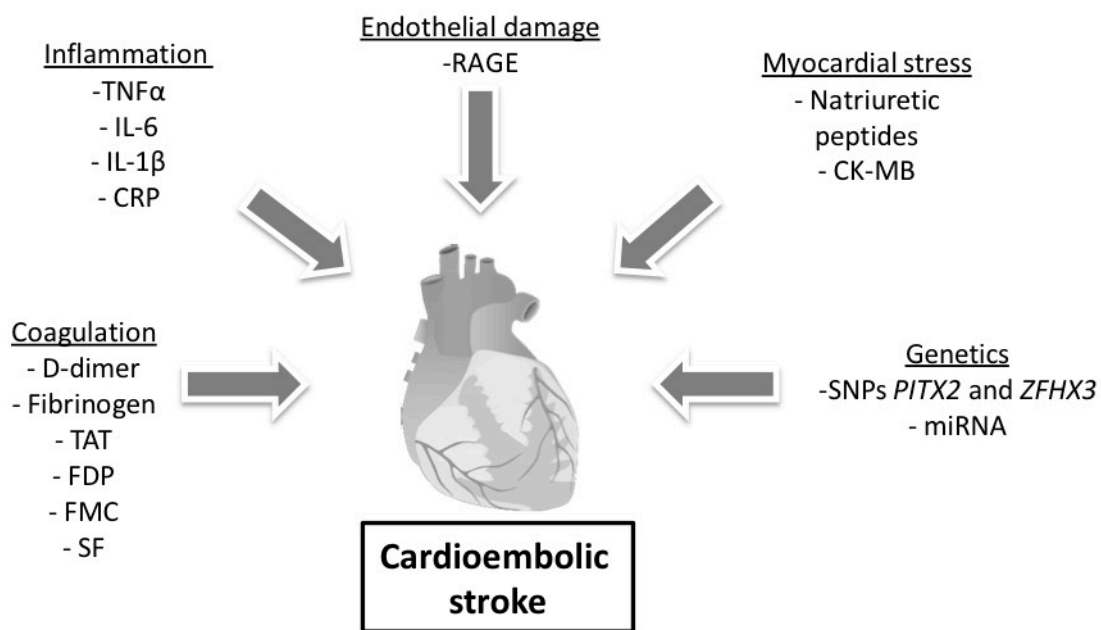 Endothelial damage
-RAGE
Inflammation
-TNFα
- IL-6
- IL-1β
- CRP
Myocardial stress
- Natriuretic
peptides
- CK-MB
Coagulation
- D-dimer
- Fibrinogen
- TAT
- FDP
- FMC
- SF
Genetics
-SNPs PITX2 and ZFHX3
- miRNA
Cardioembolic
stroke